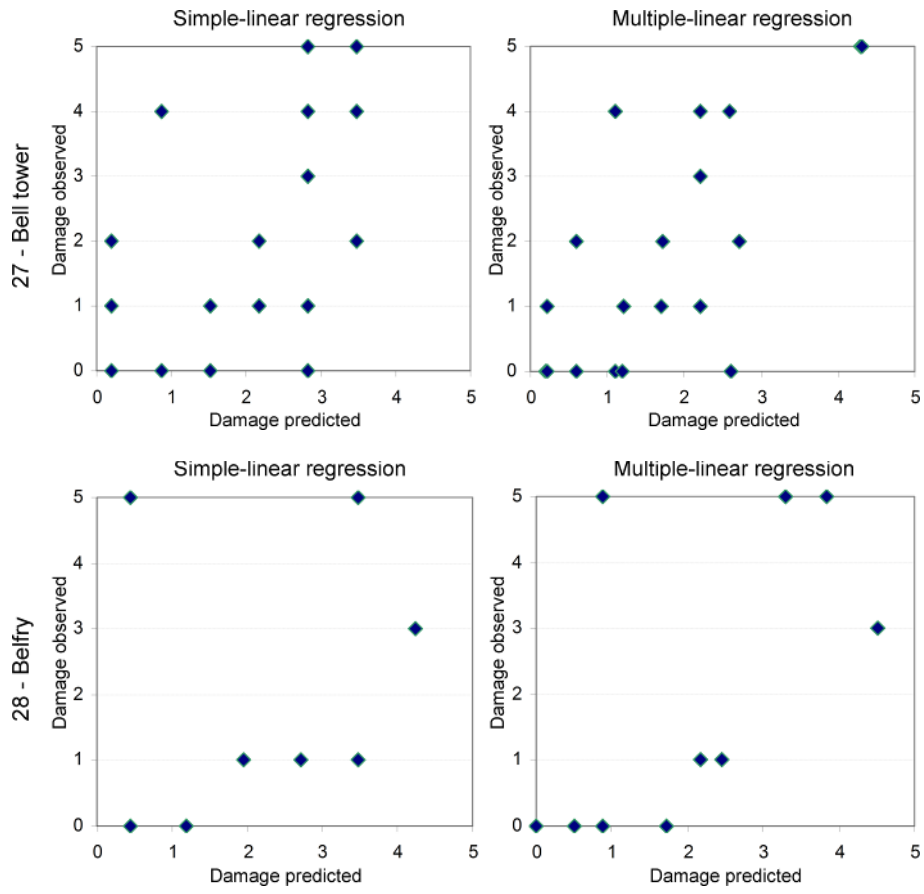 Simple-linear regression
27 - Bell tower
Damage observed
5
4
3
2
1
0
0 1 2 3 4 5
Damage predicted
Multiple-linear regression
Damage observed
5
4
3
2
1
0
0 1 2 3 4 5
Damage predicted
Simple-linear regression
28 - Belfry
Damage observed
5
4
3
2
1
0
0 1 2 3 4 5
Damage predicted
Multiple-linear regression
Damage observed
5
4
3
2
1
0
0 1 2 3 4 5
Damage predicted